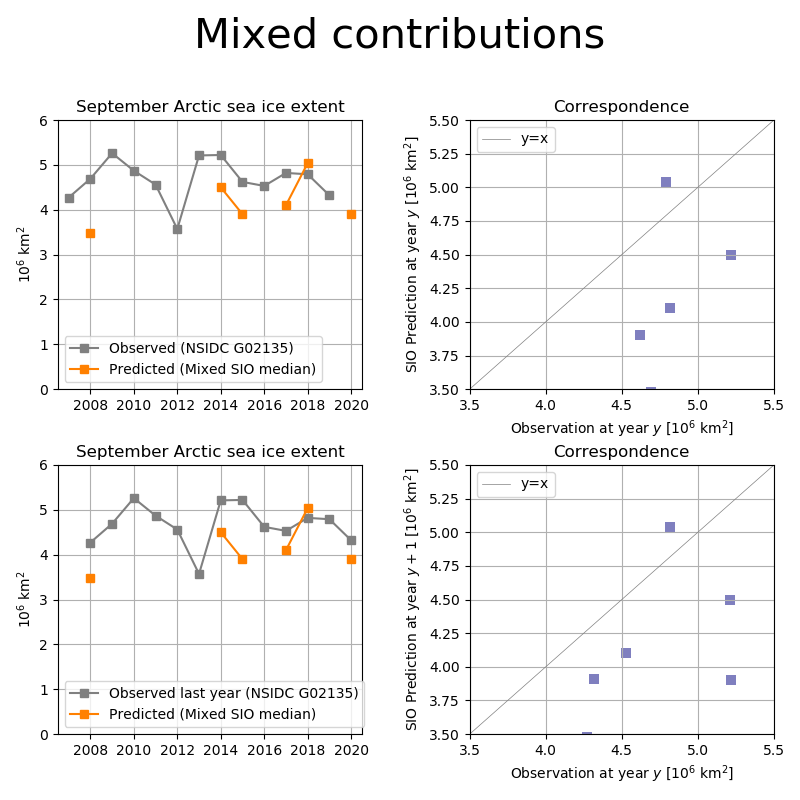 Mixed contributions
September Arctic sea ice extent
10⁶ km²
6
5
4
3
2
1
0
Observed (NSIDC G02135)
Predicted (Mixed SIO median)
2008 2010 2012 2014 2016 2018 2020
Correspondence
SIO Prediction at year y [10⁶ km²]
5.50
5.25
5.00
4.75
4.50
4.25
4.00
3.75
3.50
y=x
3.5 4.0 4.5 5.0 5.5
Observation at year y [10⁶ km²]
September Arctic sea ice extent
10⁶ km²
6
5
4
3
2
1
0
Observed last year (NSIDC G02135)
Predicted (Mixed SIO median)
2008 2010 2012 2014 2016 2018 2020
Correspondence
SIO Prediction at year y + 1 [10⁶ km²]
5.50
5.25
5.00
4.75
4.50
4.25
4.00
3.75
3.50
y=x
3.5 4.0 4.5 5.0 5.5
Observation at year y [10⁶ km²]